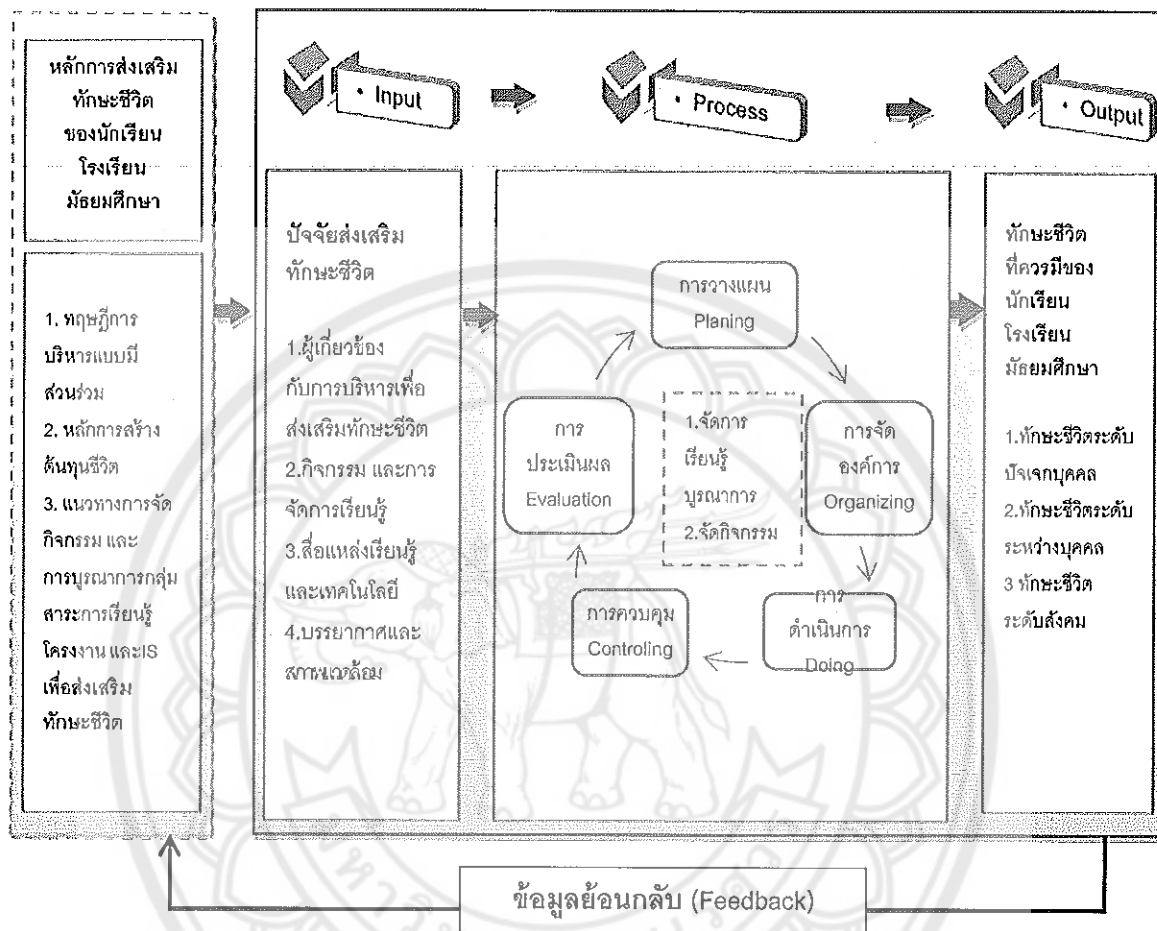 หลักการส่งเสริม
ทักษะชีวิต
ของนักเรียน
โรงเรียน
มัธยมศึกษา
1. ทฤษฎีการ
บริหารแบบมี
ส่วนร่วม
2. หลักการสร้าง
ต้นทุนชีวิต
3. แนวทางการจัด
กิจกรรม และ
การบูรณาการกลุ่ม
สาระการเรียนรู้
โครงงาน และIS
เพื่อส่งเสริม
ทักษะชีวิต
• Input
• Process
• Output
ปัจจัยส่งเสริม
ทักษะชีวิต
1.ผู้เกี่ยวข้อง
กับการบริหารเพื่อ
ส่งเสริมทักษะชีวิต
2.กิจกรรม และการ
จัดการเรียนรู้
3.สื่อแหล่งเรียนรู้
และเทคโนโลยี
4.บรรยากาศและ
สภาพแวดล้อม
การวางแผน
Planing
การจัด
องค์การ
Organizing
การ
ดำเนินการ
Doing
การควบคุม
Controling
การ
ประเมินผล
Evaluation
1.จัดการ
เรียนรู้
บูรณาการ
2.จัดกิจกรรม
ทักษะชีวิต
ที่ควรมีของ
นักเรียน
โรงเรียน
มัธยมศึกษา
1.ทักษะชีวิตระดับ
ปัจเจกบุคคล
2.ทักษะชีวิตระดับ
ระหว่างบุคคล
3 ทักษะชีวิต
ระดับสังคม
ข้อมูลย้อนกลับ (Feedback)